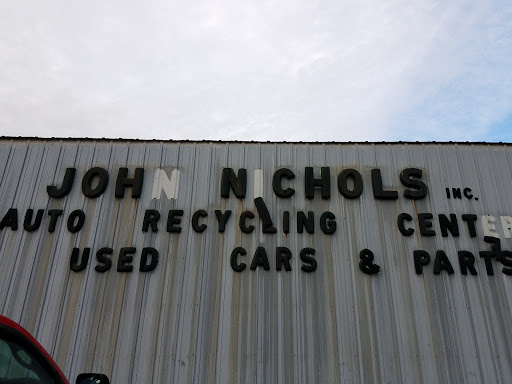 JOHN NICHOLS INC.
AUTO RECYCLING CENTER
USED CARS & PARTS